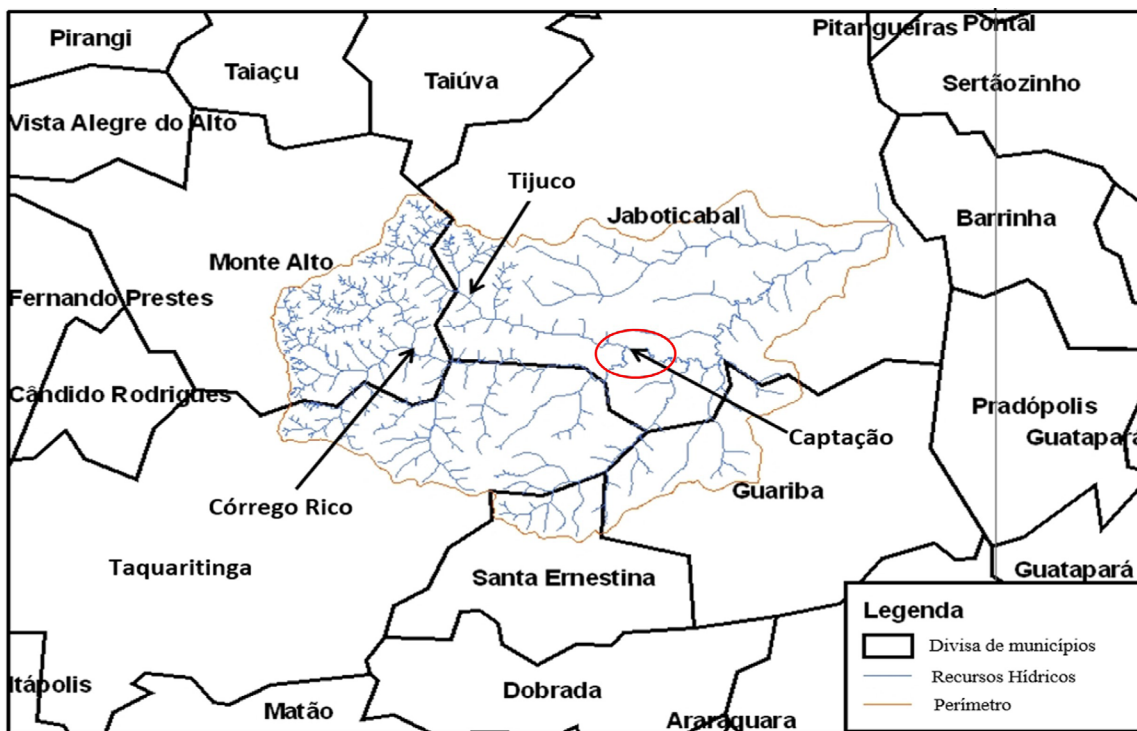 Pirangi
Taiaçu
Taiúva
Pitangueiras
Pontal
Sertãozinho
Vista Alegre do Alto
Tijuco
Jaboticabal
Barrinha
Monte Alto
Fernando Prestes
Cândido Rodrigues
Pradópolis
Guatapará
Captação
Córrego Rico
Guariba
Taquaritinga
Santa Ernestina
Guatapará
Legenda
Divisa de municípios
Recursos Hídricos
Perímetro
Itápolis
Dobrada
Matão
Araraquara